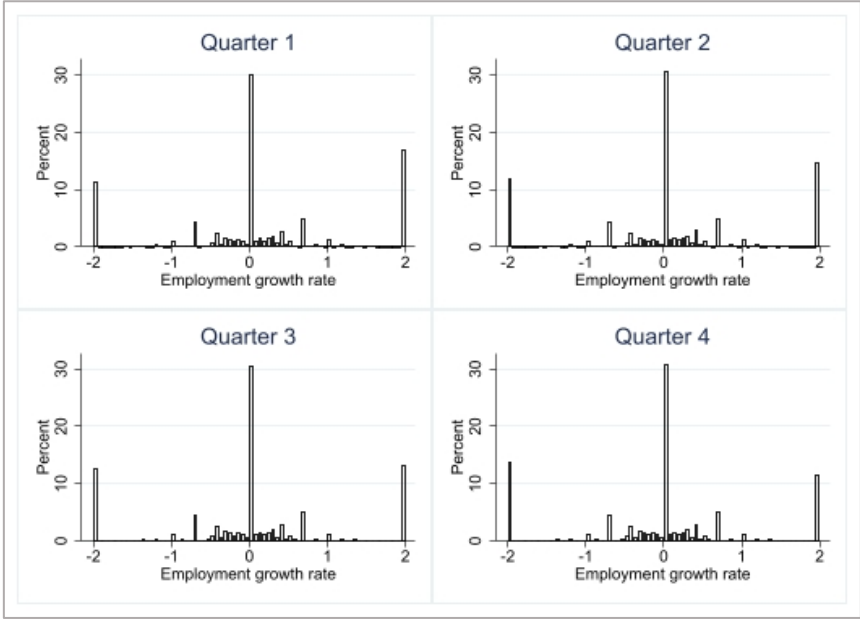 Quarter 1
Percent
30
20
10
0
-2 -1 0 1 2
Employment growth rate
Quarter 2
Percent
30
20
10
0
-2 -1 0 1 2
Employment growth rate
Quarter 3
Percent
30
20
10
0
-2 -1 0 1 2
Employment growth rate
Quarter 4
Percent
30
20
10
0
-2 -1 0 1 2
Employment growth rate